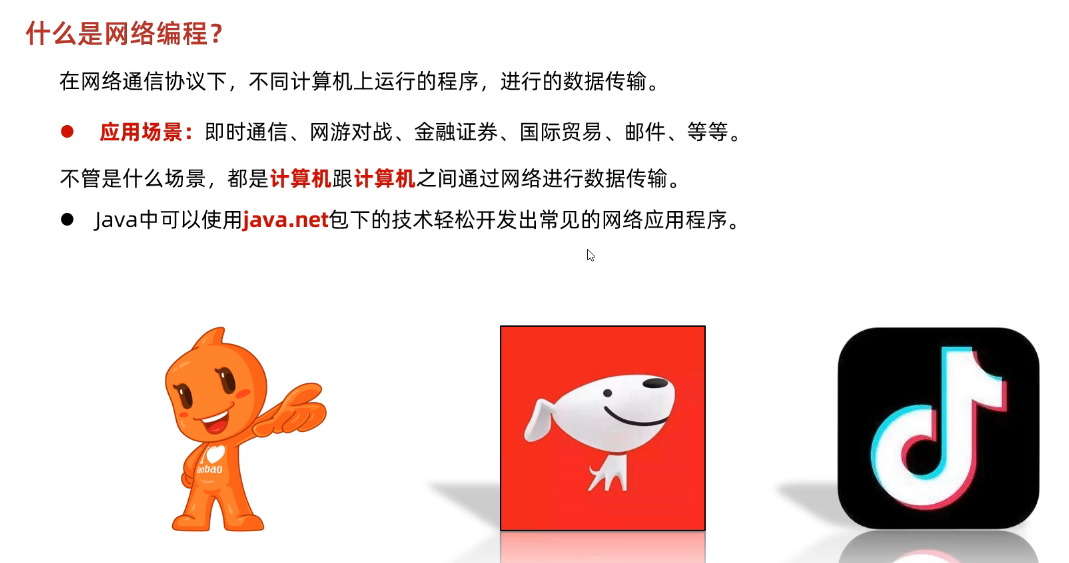 什么是网络编程？
在网络通信协议下，不同计算机上运行的程序，进行的数据传输。
● 应用场景：即时通信、网游对战、金融证券、国际贸易、邮件、等等。
不管是什么场景，都是计算机跟计算机之间通过网络进行数据传输。
● Java中可以使用java.net包下的技术轻松开发出常见的网络应用程序。